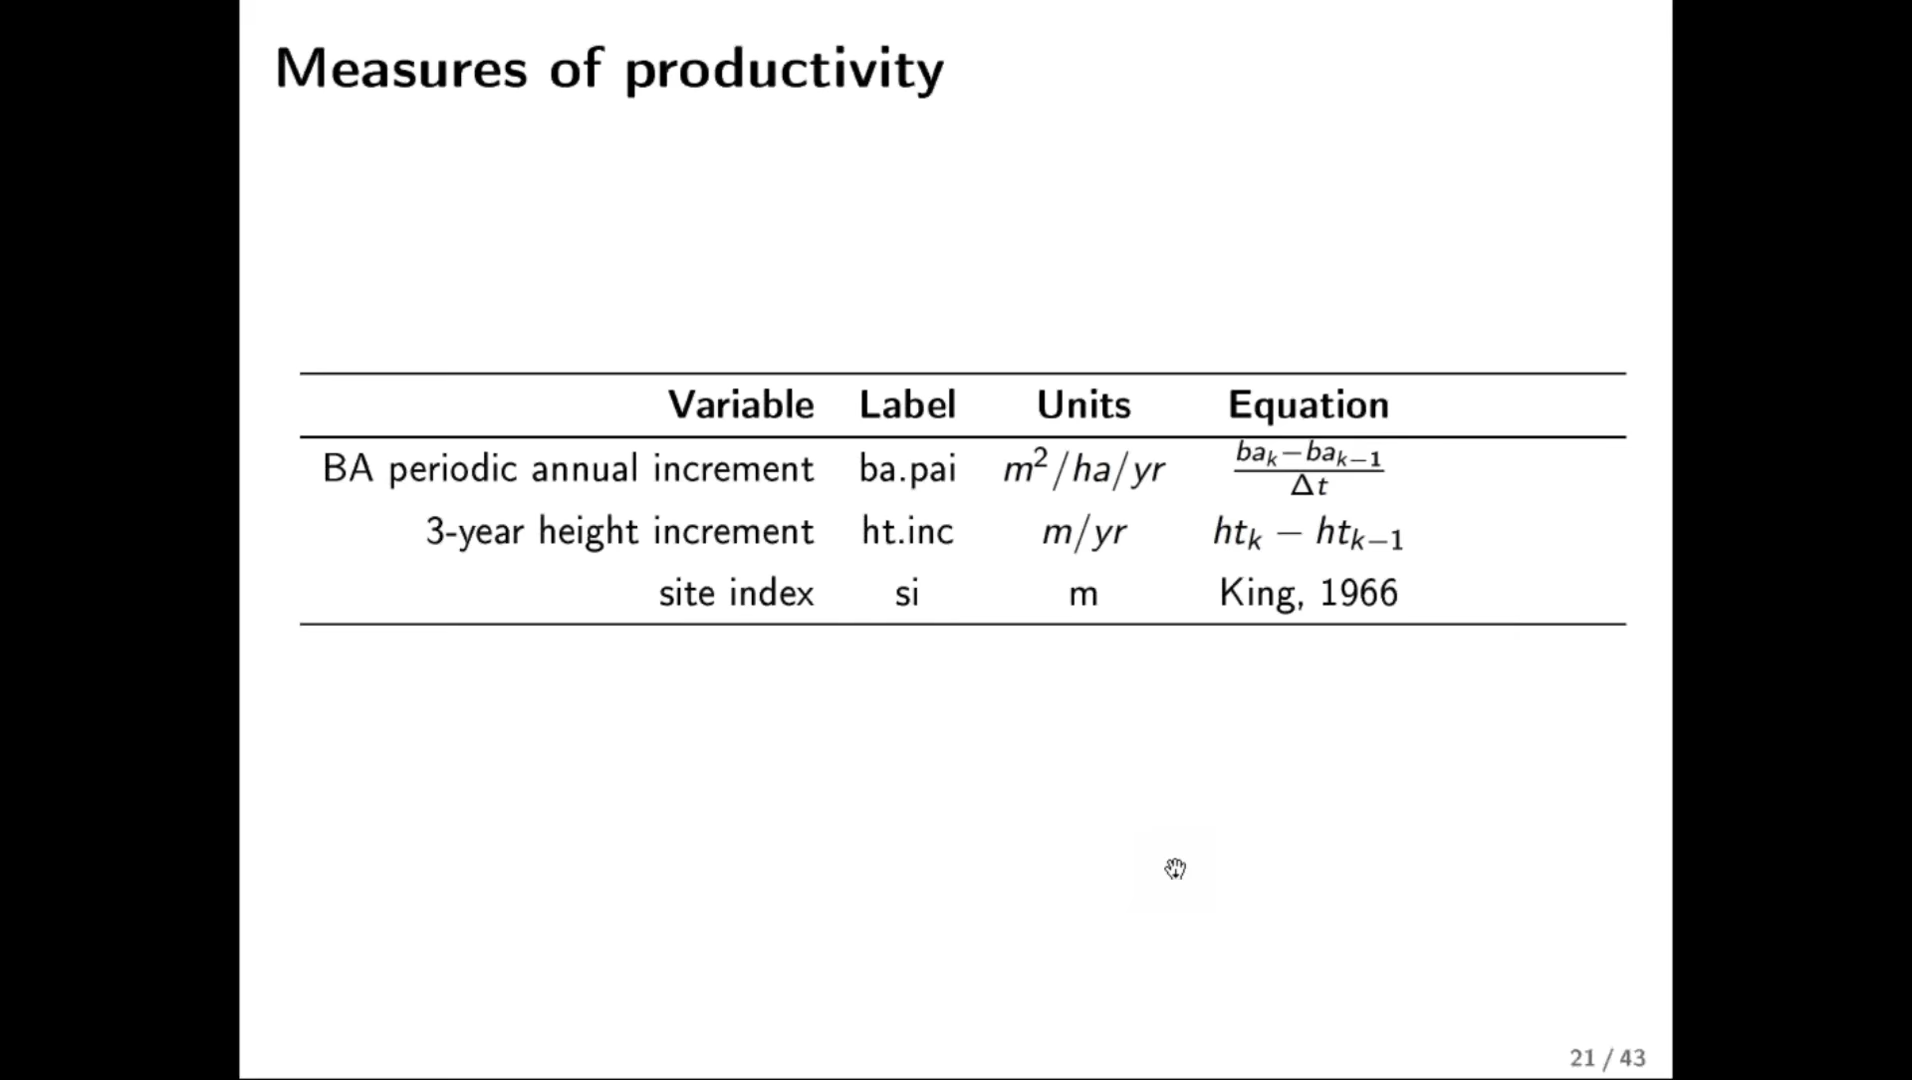 Measures of productivity
Variable Label Units Equation
BA periodic annual increment ba.pai m²/ha/yr (ba_k − ba_{k−1}) / Δt
3-year height increment ht.inc m/yr ht_k − ht_{k−1}
site index si m King, 1966
21 / 43